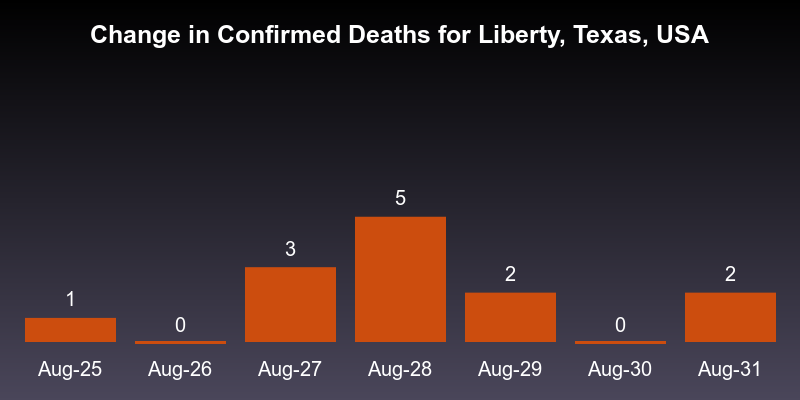 Change in Confirmed Deaths for Liberty, Texas, USA
1 0 3 5 2 0 2
Aug-25 Aug-26 Aug-27 Aug-28 Aug-29 Aug-30 Aug-31